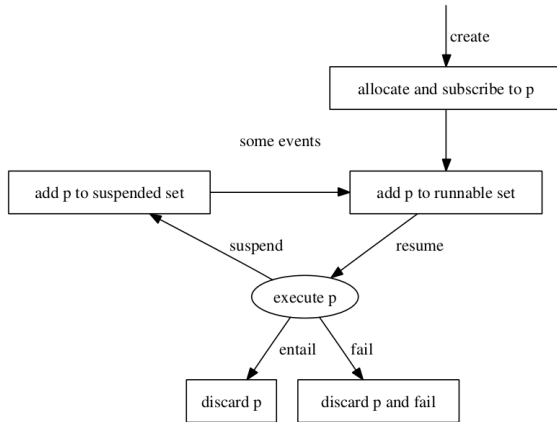 create
allocate and subscribe to p
some events
add p to suspended set
add p to runnable set
suspend
resume
execute p
entail
fail
discard p
discard p and fail